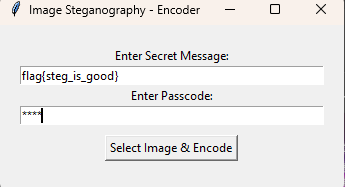 Image Steganography - Encoder
Enter Secret Message:
flag{steg_is_good}
Enter Passcode:
****
Select Image & Encode